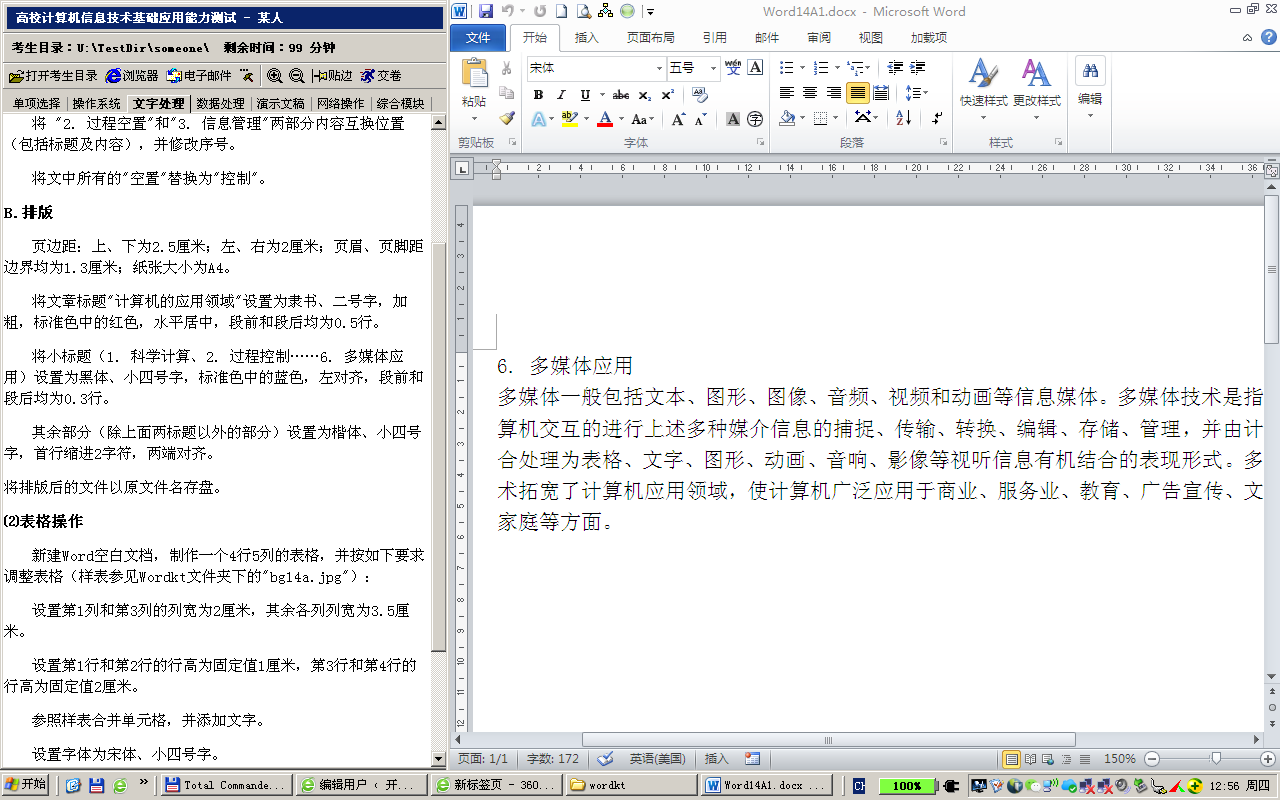 高校计算机信息技术基础应用能力测试 - 某人
考生目录：U:\TestDir\someone\ 剩余时间：99 分钟
打开考生目录 浏览器 电子邮件 贴边 交卷
单项选择 操作系统 文字处理 数据处理 演示文稿 网络操作 综合模块
将 "2. 过程空置"和"3. 信息管理"两部分内容互换位置
（包括标题及内容），并修改序号。
将文中所有的"空置"替换为"控制"。
B.排版
页边距：上、下为2.5厘米；左、右为2厘米；页眉、页脚距
边界均为1.3厘米；纸张大小为A4。
将文章标题"计算机的应用领域"设置为隶书、二号字，加
粗，标准色中的红色，水平居中，段前和段后均为0.5行。
将小标题（1. 科学计算、2. 过程控制……6. 多媒体应
用）设置为黑体、小四号字，标准色中的蓝色，左对齐，段前和
段后均为0.3行。
其余部分（除上面两标题以外的部分）设置为楷体、小四号
字，首行缩进2字符，两端对齐。
将排版后的文件以原文件名存盘。
⑵表格操作
新建Word空白文档，制作一个4行5列的表格，并按如下要求
调整表格（样表参见Wordkt文件夹下的"bg14a.jpg"）：
设置第1列和第3列的列宽为2厘米，其余各列列宽为3.5厘
米。
设置第1行和第2行的行高为固定值1厘米，第3行和第4行的
行高为固定值2厘米。
参照样表合并单元格，并添加文字。
设置字体为宋体、小四号字。
Word14A1.docx - Microsoft Word
文件 开始 插入 页面布局 引用 邮件 审阅 视图 加载项
粘贴 宋体 五号 快速样式 更改样式 编辑
剪贴板 字体 段落 样式
2 4 6 8 10 12 14 16 18 20 22 24 26 28 30 32 34 36
6. 多媒体应用
多媒体一般包括文本、图形、图像、音频、视频和动画等信息媒体。多媒体技术是指
算机交互的进行上述多种媒介信息的捕捉、传输、转换、编辑、存储、管理，并由计
合处理为表格、文字、图形、动画、音响、影像等视听信息有机结合的表现形式。多
术拓宽了计算机应用领域，使计算机广泛应用于商业、服务业、教育、广告宣传、文
家庭等方面。
页面：1/1 字数：172 英语(美国) 插入 150%
开始 Total Commande... 编辑用户 ‹ 开... 新标签页 - 360... wordkt Word14A1.docx ... CH 100% 12:56 周四